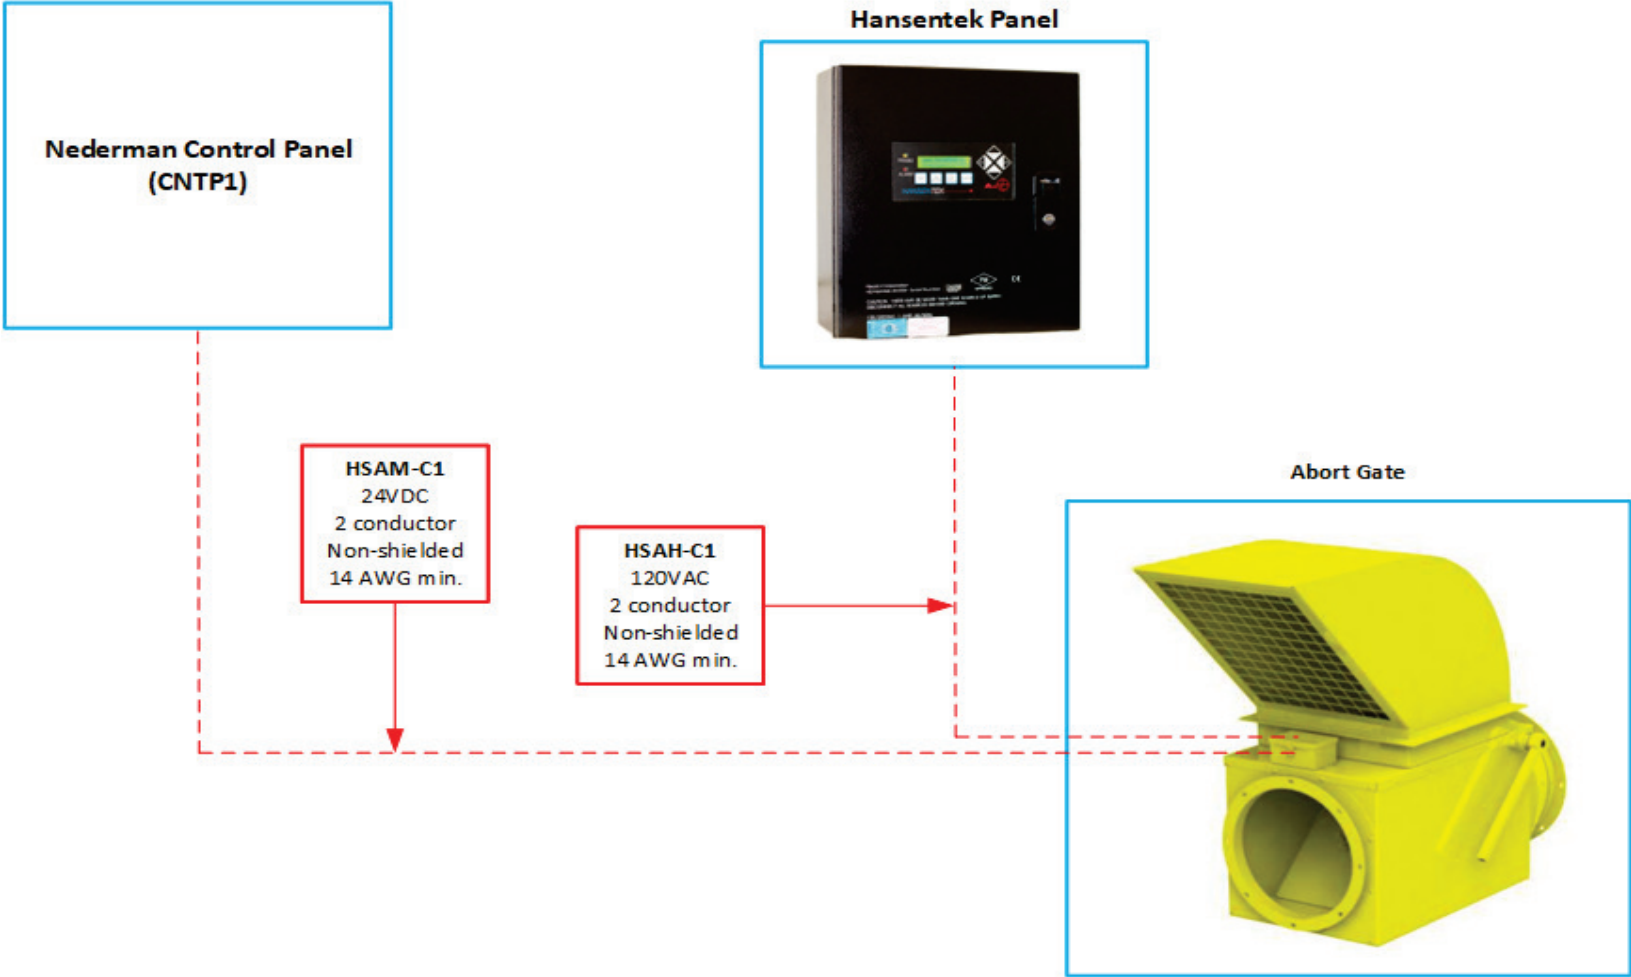 Hansentek Panel
Nederman Control Panel
(CNTP1)
HANSENTEK
HSAM-C1
24VDC
2 conductor
Non-shielded
14 AWG min.
HSAH-C1
120VAC
2 conductor
Non-shielded
14 AWG min.
Abort Gate